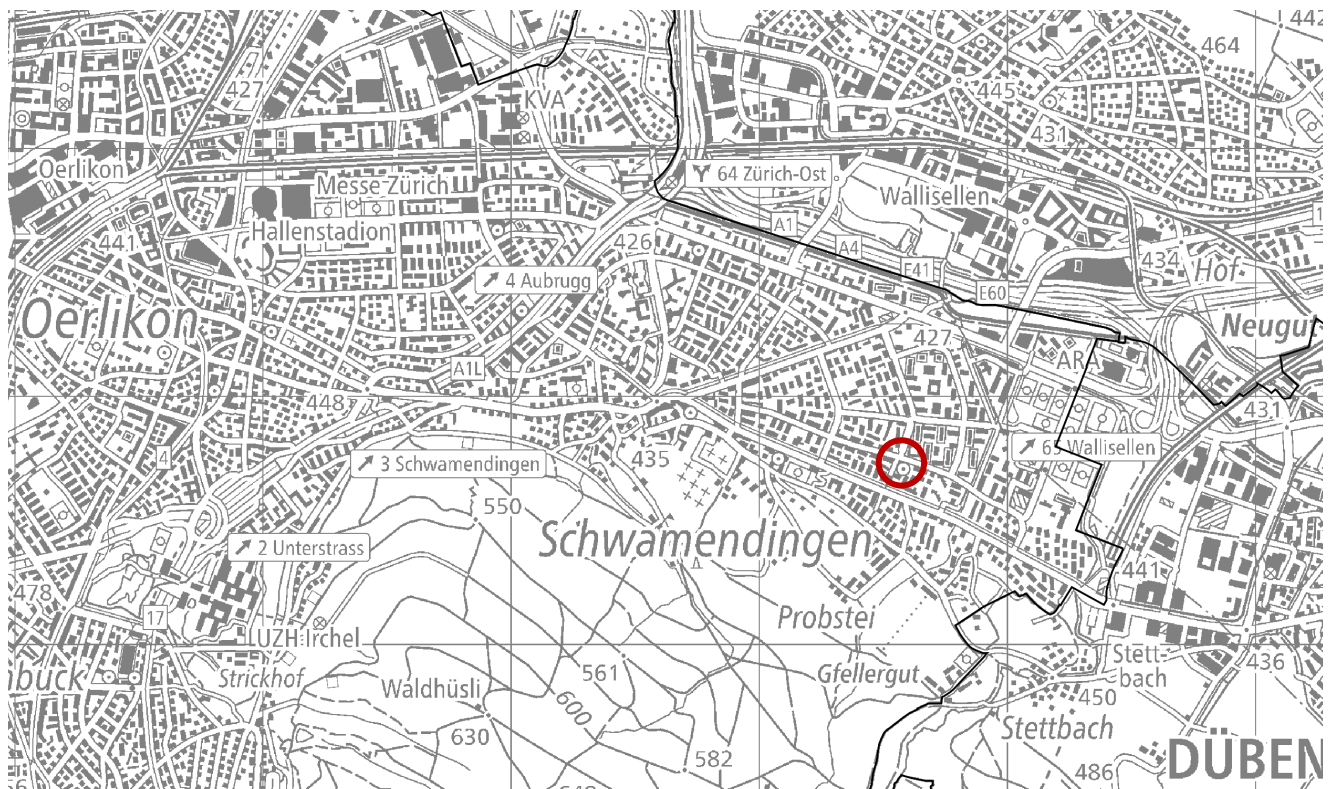 442
464
427
KVA
445
431
Oerlikon
Messe Zürich
64 Zürich-Ost
Wallisellen
Hallenstadion
441
426
A1
A4
E41
E60
434
Hof-
4 Aubrugg
Oerlikon
Neugut
427
ARA
A1L
448
431
4
3 Schwamendingen
435
65 Wallisellen
550
2 Unterstrass
Schwamendingen
478
441
17
Probstei
UZH-Irchel
Strickhof
561
Stett-
bach
436
buck
Waldhüsli
600
Gfellergut
450
630
Stettbach
582
486
DÜBEN